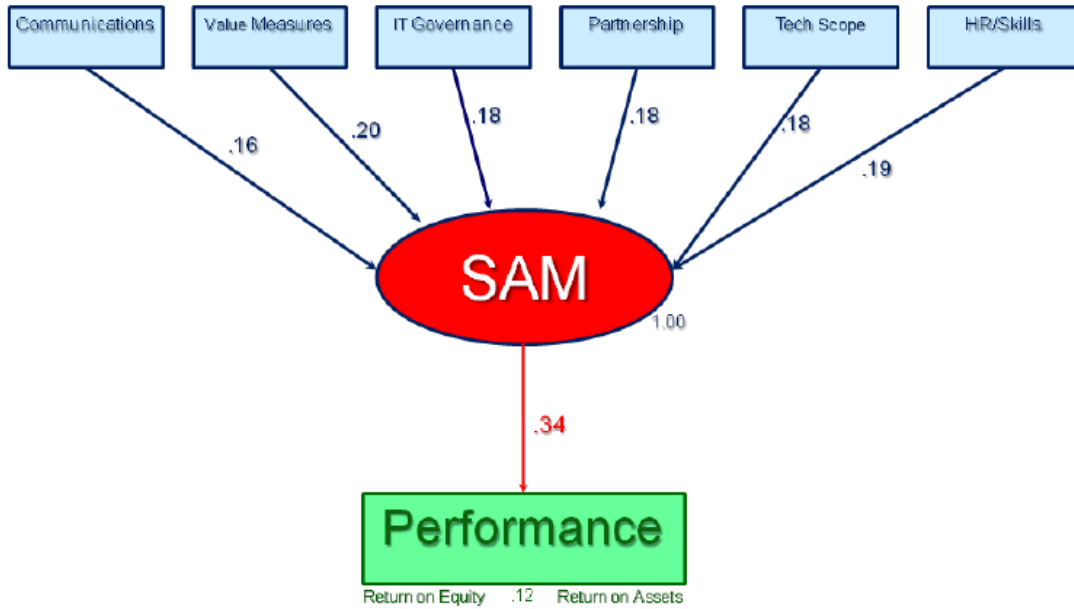 Communications
Value Measures
IT Governance
Partnership
Tech Scope
HR/Skills
.16
.20
.18
.18
.18
.19
SAM
1.00
.34
Performance
Return on Equity .12 Return on Assets